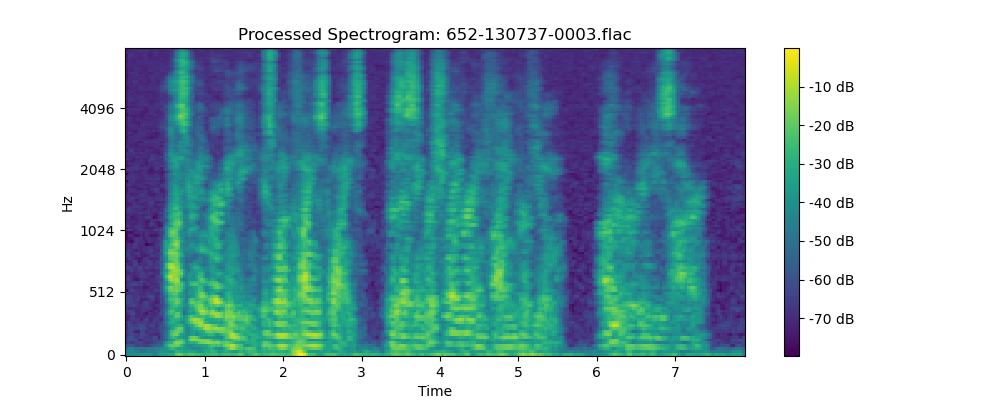 Processed Spectrogram: 652-130737-0003.flac
4096
2048
1024
512
0
Hz
0 1 2 3 4 5 6 7
Time
-10 dB
-20 dB
-30 dB
-40 dB
-50 dB
-60 dB
-70 dB